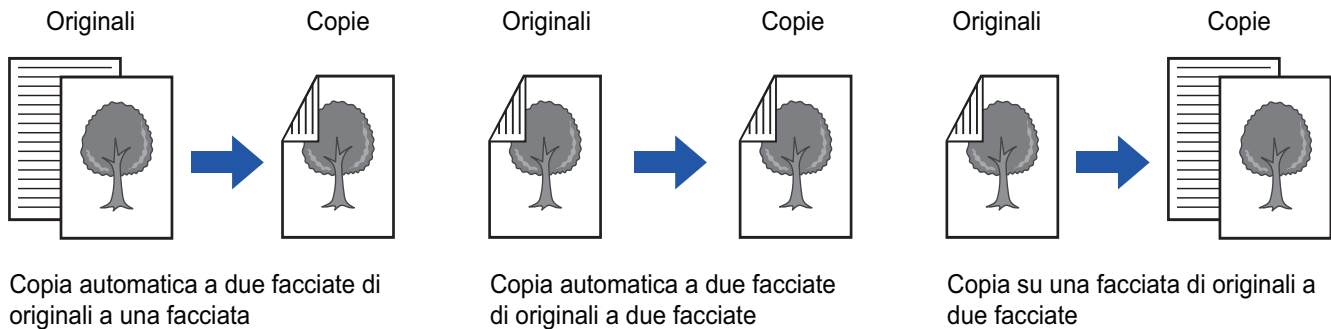 Originali
Copie
Originali
Copie
Originali
Copie
Copia automatica a due facciate di
originali a una facciata
Copia automatica a due facciate
di originali a due facciate
Copia su una facciata di originali a
due facciate